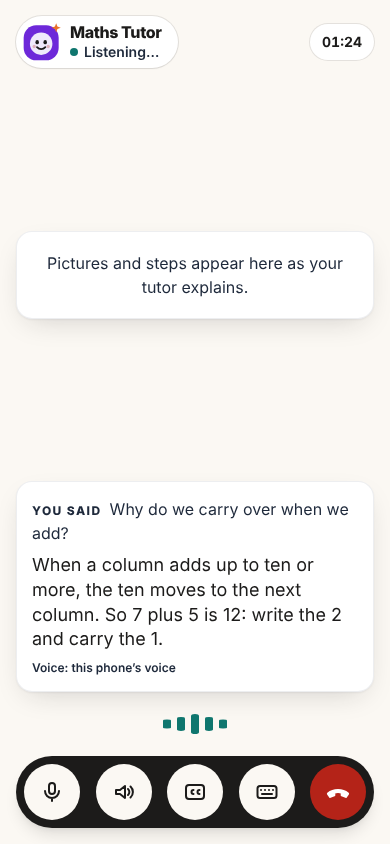 Maths Tutor
Listening...
01:24
Pictures and steps appear here as your
tutor explains.
YOU SAID Why do we carry over when we
add?
When a column adds up to ten or
more, the ten moves to the next
column. So 7 plus 5 is 12: write the 2
and carry the 1.
Voice: this phone’s voice
CC